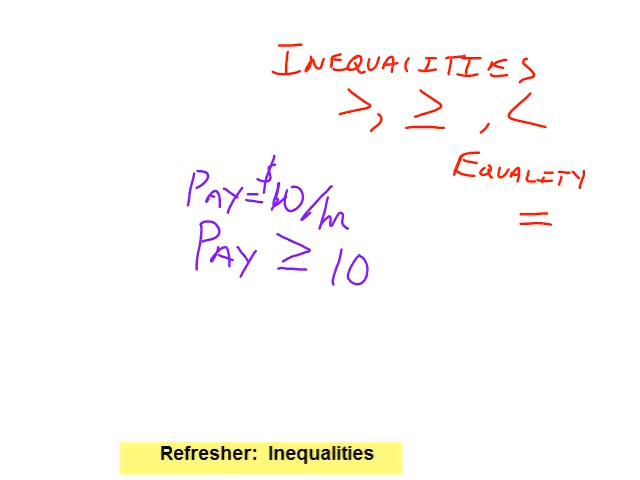 INEQUALITIES
>, ≥, <
EQUALITY
=
PAY=$10/hr
PAY ≥ 10
Refresher: Inequalities